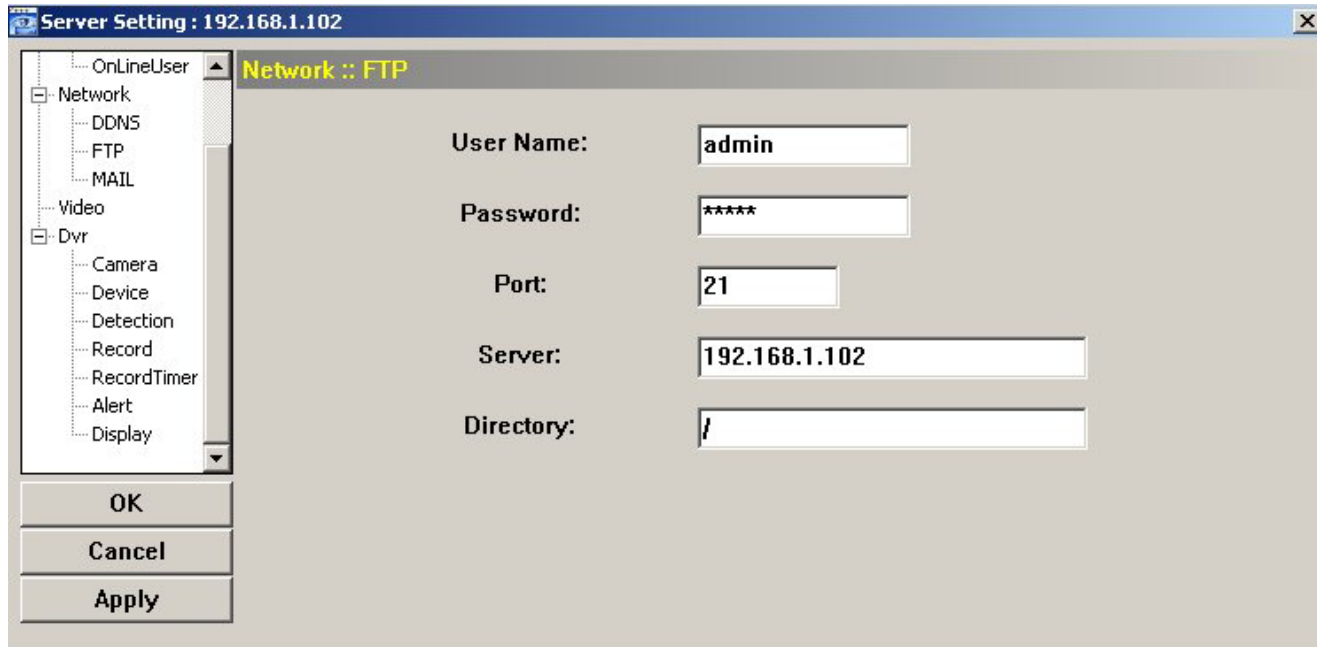 Server Setting : 192.168.1.102
OnLineUser
Network
DDNS
FTP
MAIL
Video
Dvr
Camera
Device
Detection
Record
RecordTimer
Alert
Display
OK
Cancel
Apply
Network :: FTP
User Name: admin
Password: *****
Port: 21
Server: 192.168.1.102
Directory: /